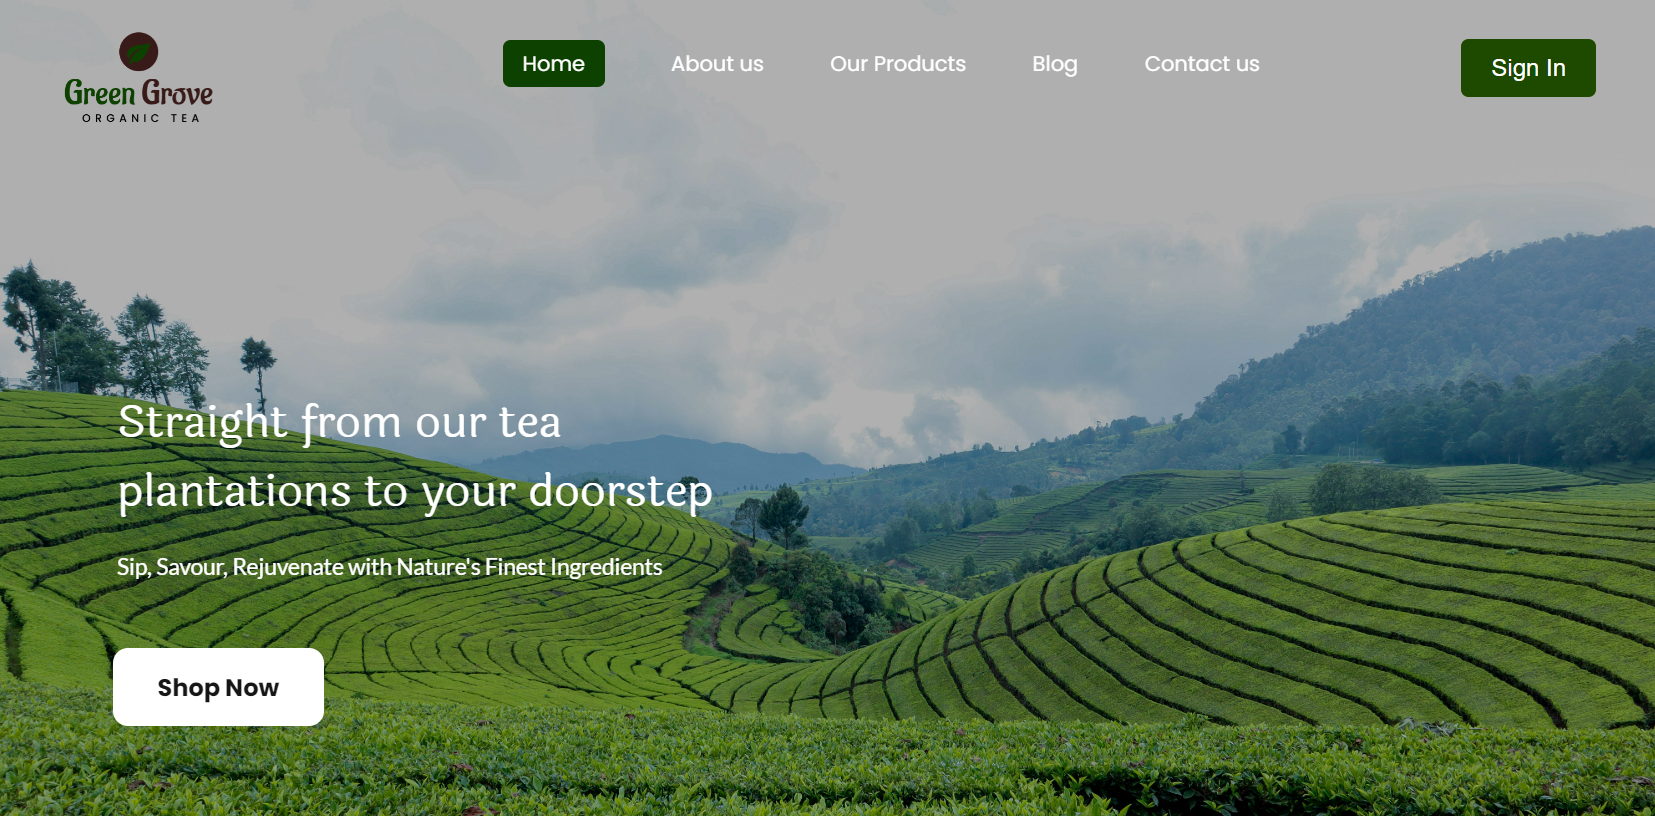 Green Grove
ORGANIC TEA
Home
About us
Our Products
Blog
Contact us
Sign In
Straight from our tea
plantations to your doorstep
Sip, Savour, Rejuvenate with Nature's Finest Ingredients
Shop Now